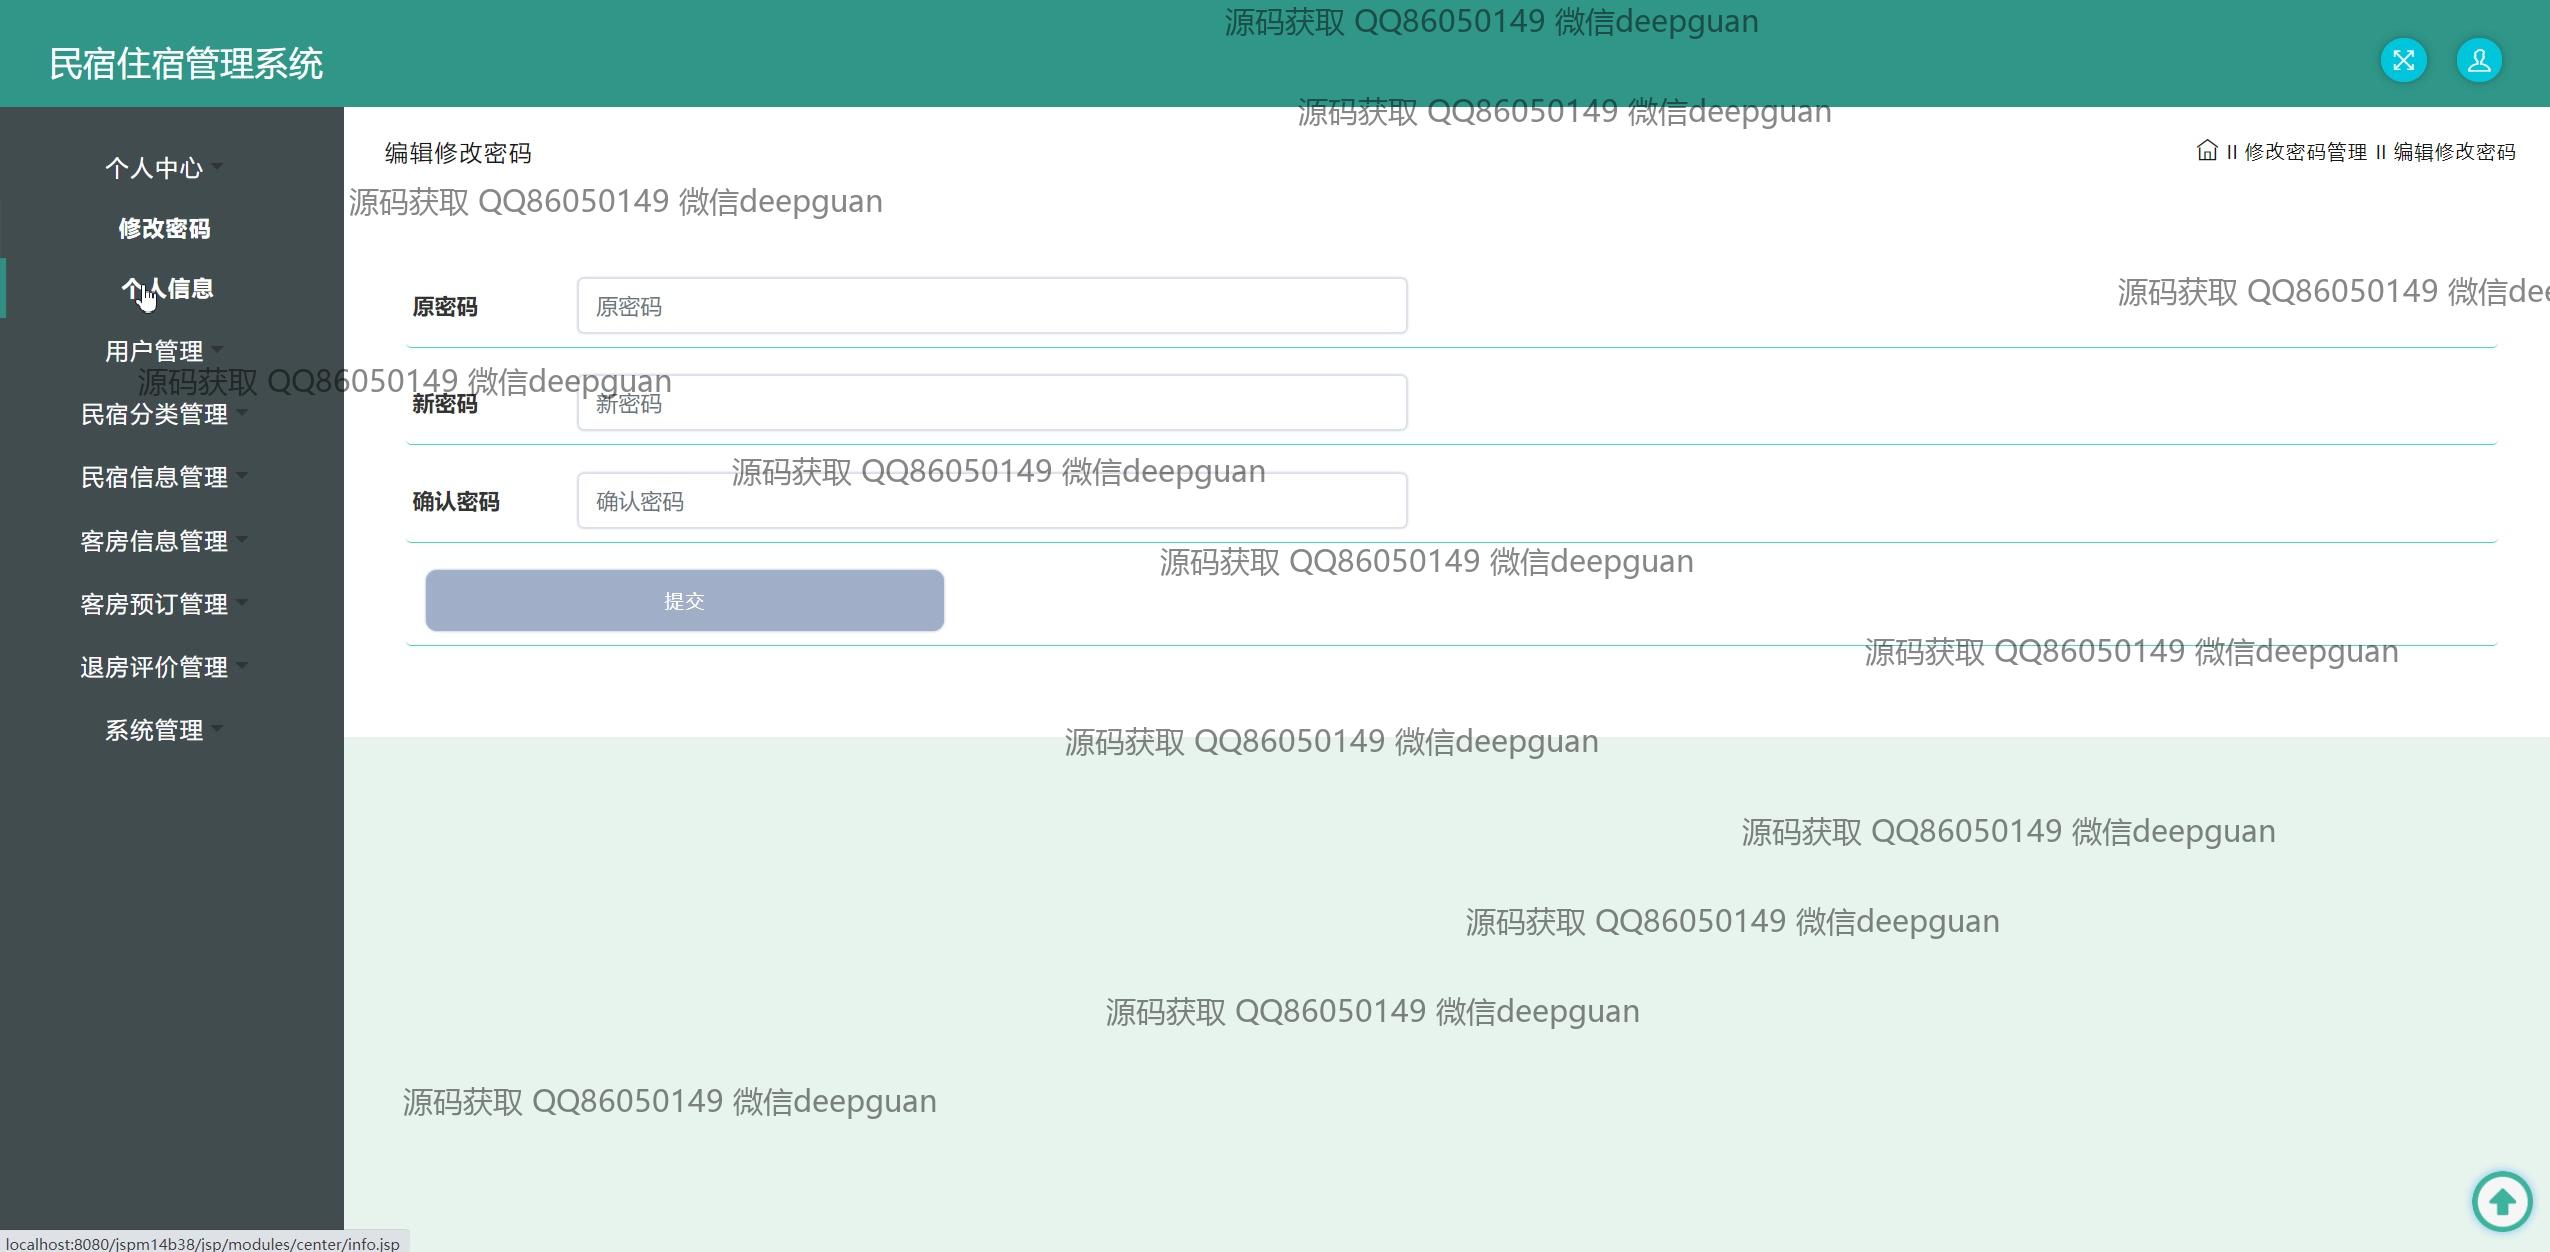 源码获取 QQ86050149 微信deepguan
民宿住宿管理系统
源码获取 QQ86050149 微信deepguan
编辑修改密码
II 修改密码管理 II 编辑修改密码
个人中心
源码获取 QQ86050149 微信deepguan
修改密码
个人信息
源码获取 QQ86050149 微信dee
原密码 原密码
用户管理
源码获取 QQ86050149 微信deepguan
新密码 新密码
民宿分类管理
源码获取 QQ86050149 微信deepguan
民宿信息管理
确认密码 确认密码
客房信息管理
源码获取 QQ86050149 微信deepguan
提交
客房预订管理
源码获取 QQ86050149 微信deepguan
退房评价管理
系统管理
源码获取 QQ86050149 微信deepguan
源码获取 QQ86050149 微信deepguan
源码获取 QQ86050149 微信deepguan
源码获取 QQ86050149 微信deepguan
源码获取 QQ86050149 微信deepguan
localhost:8080/jspm14b38/jsp/modules/center/info.jsp